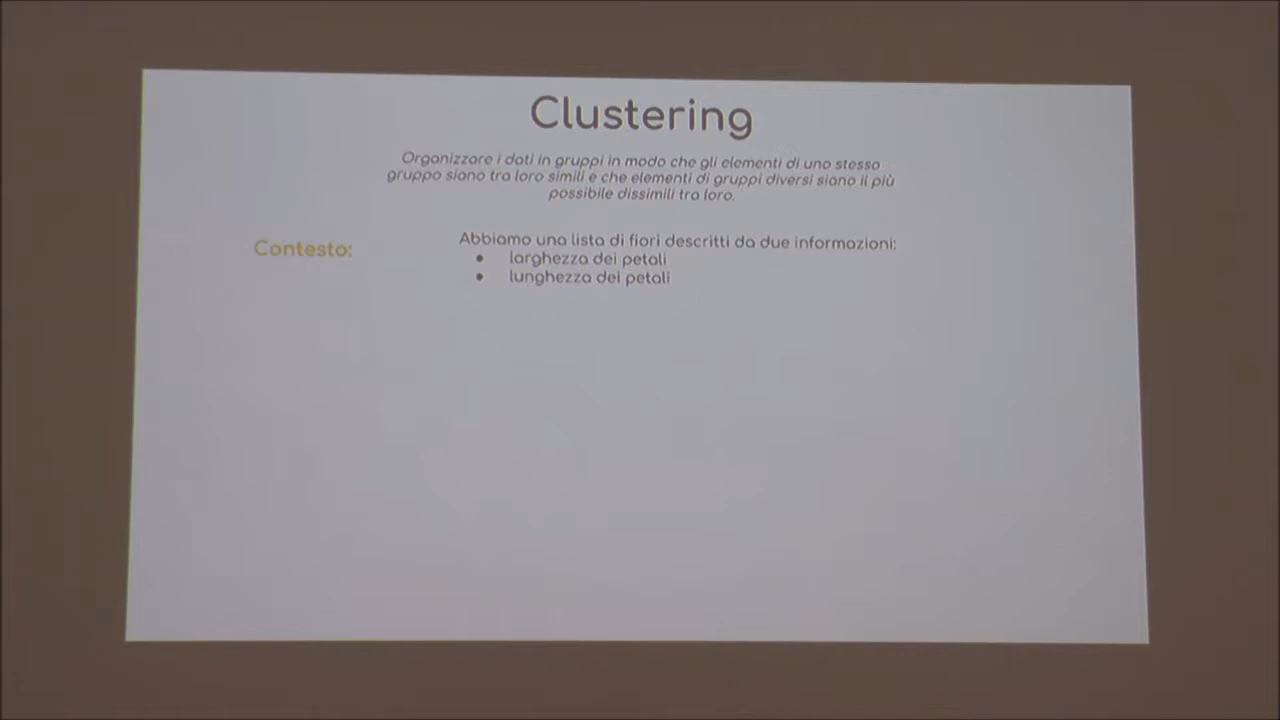 Clustering
Organizzare i dati in gruppi in modo che gli elementi di uno stesso
gruppo siano tra loro simili e che elementi di gruppi diversi siano il più
possibile dissimili tra loro.
Contesto:
Abbiamo una lista di fiori descritti da due informazioni:
● larghezza dei petali
● lunghezza dei petali